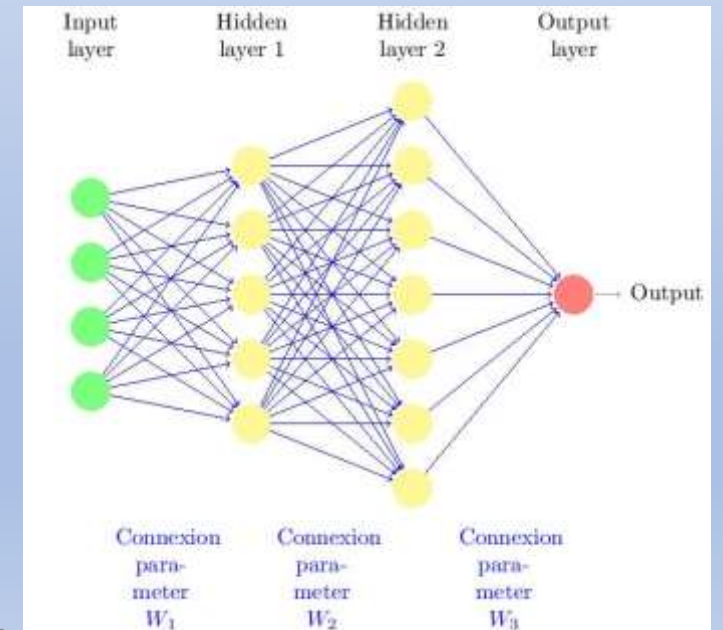 Input layer
Hidden layer 1
Hidden layer 2
Output layer
Output
Connexion
para-
meter
W₁
Connexion
para-
meter
W₂
Connexion
para-
meter
W₃